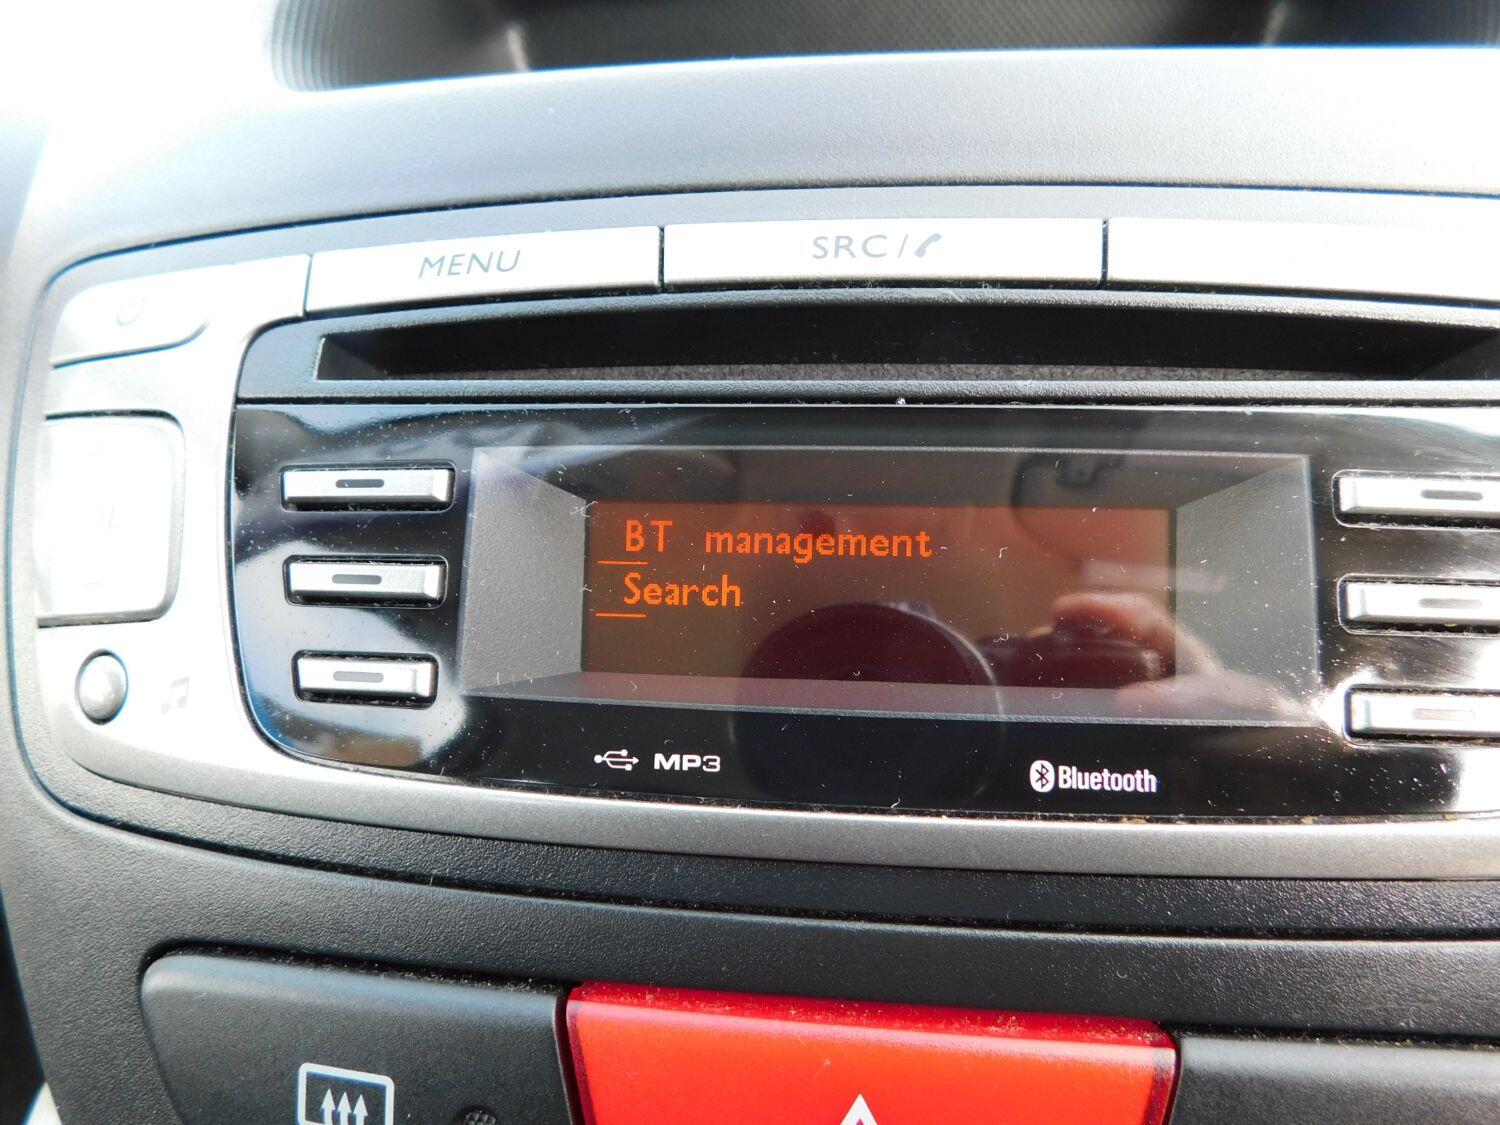 MENU
SRC/
BT management
Search
MP3
Bluetooth